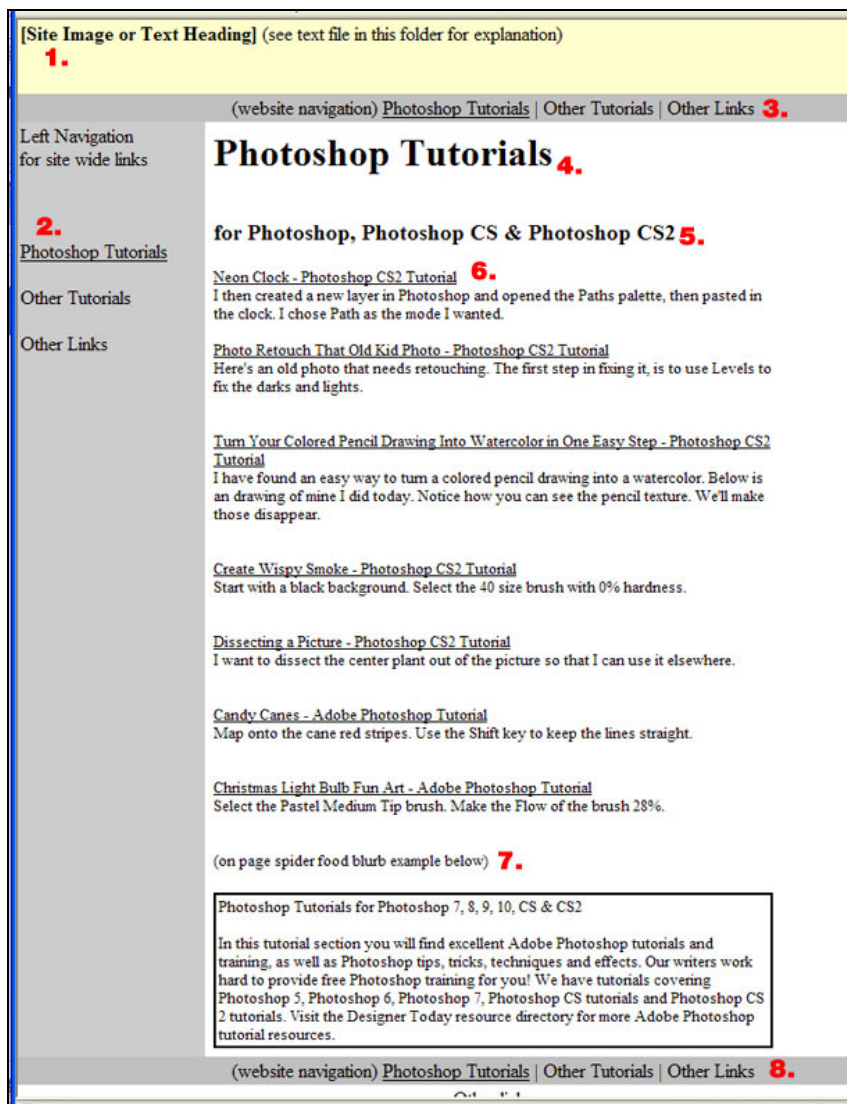 [Site Image or Text Heading] (see text file in this folder for explanation)
1.
(website navigation) Photoshop Tutorials | Other Tutorials | Other Links 3.
Left Navigation
for site wide links
2.
Photoshop Tutorials
Other Tutorials
Other Links
Photoshop Tutorials 4.
for Photoshop, Photoshop CS & Photoshop CS2 5.
Neon Clock - Photoshop CS2 Tutorial 6.
I then created a new layer in Photoshop and opened the Paths palette, then pasted in
the clock. I chose Path as the mode I wanted.
Photo Retouch That Old Kid Photo - Photoshop CS2 Tutorial
Here's an old photo that needs retouching. The first step in fixing it, is to use Levels to
fix the darks and lights.
Turn Your Colored Pencil Drawing Into Watercolor in One Easy Step - Photoshop CS2
Tutorial
I have found an easy way to turn a colored pencil drawing into a watercolor. Below is
an drawing of mine I did today. Notice how you can see the pencil texture. We'll make
those disappear.
Create Wispy Smoke - Photoshop CS2 Tutorial
Start with a black background. Select the 40 size brush with 0% hardness.
Dissecting a Picture - Photoshop CS2 Tutorial
I want to dissect the center plant out of the picture so that I can use it elsewhere.
Candy Canes - Adobe Photoshop Tutorial
Map onto the cane red stripes. Use the Shift key to keep the lines straight.
Christmas Light Bulb Fun Art - Adobe Photoshop Tutorial
Select the Pastel Medium Tip brush. Make the Flow of the brush 28%.
(on page spider food blurb example below) 7.
Photoshop Tutorials for Photoshop 7, 8, 9, 10, CS & CS2
In this tutorial section you will find excellent Adobe Photoshop tutorials and
training, as well as Photoshop tips, tricks, techniques and effects. Our writers work
hard to provide free Photoshop training for you! We have tutorials covering
Photoshop 5, Photoshop 6, Photoshop 7, Photoshop CS tutorials and Photoshop CS
2 tutorials. Visit the Designer Today resource directory for more Adobe Photoshop
tutorial resources.
(website navigation) Photoshop Tutorials | Other Tutorials | Other Links 8.